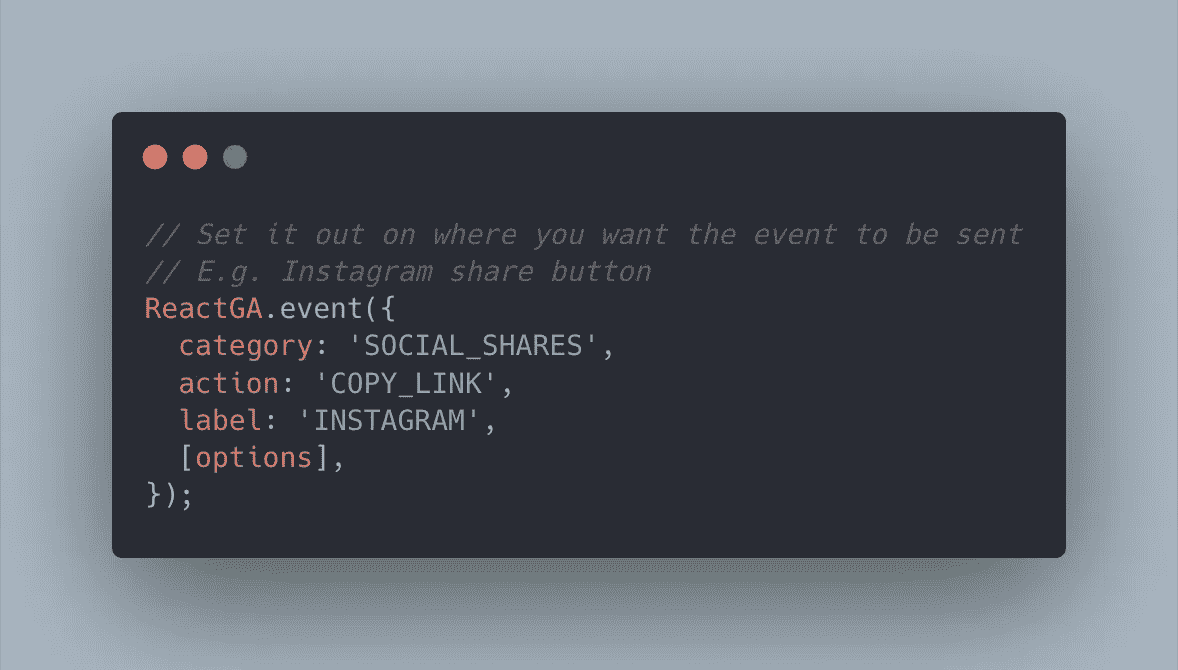 // Set it out on where you want the event to be sent
// E.g. Instagram share button
ReactGA.event({
  category: 'SOCIAL_SHARES',
  action: 'COPY_LINK',
  label: 'INSTAGRAM',
  [options],
});